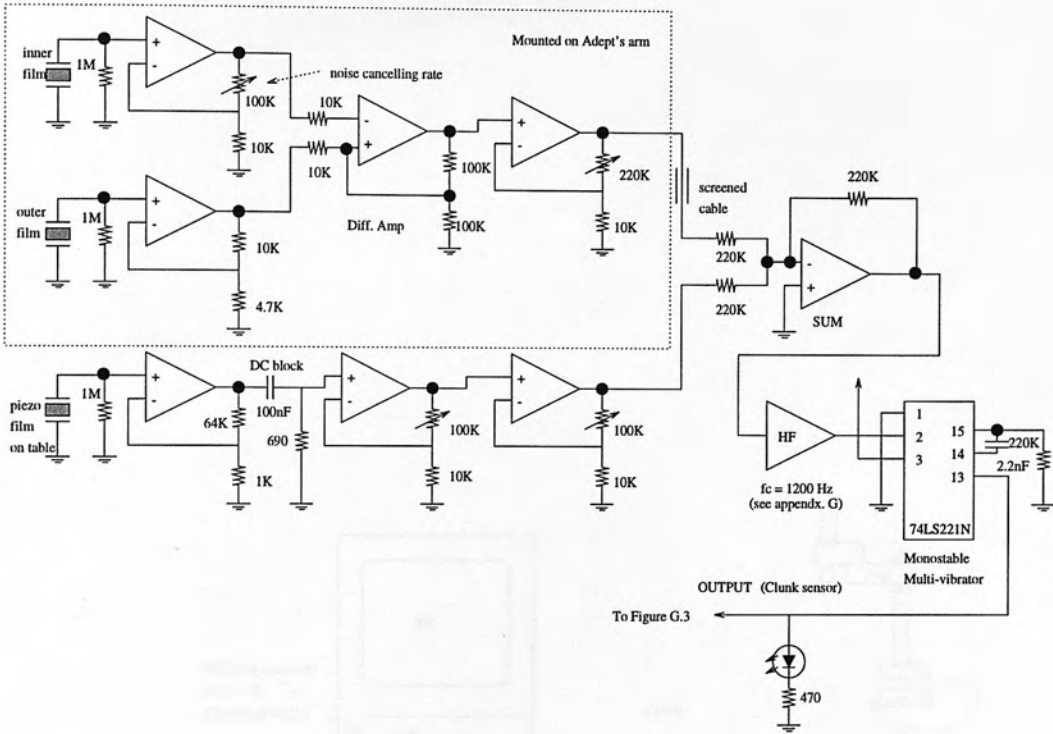 Mounted on Adept's arm
inner
film
1M
+
-
100K
10K
noise cancelling rate
10K
10K
-
+
100K
100K
Diff. Amp
+
-
220K
10K
screened
cable
outer
film
1M
+
-
10K
4.7K
220K
220K
220K
-
+
SUM
piezo
film
on table
1M
+
-
64K
1K
DC block
100nF
690
+
-
100K
10K
+
-
100K
10K
HF
fc = 1200 Hz
(see appendx. G)
1
2
3
15
14
13
74LS221N
220K
2.2nF
Monostable
Multi-vibrator
OUTPUT (Clunk sensor)
To Figure G.3
470